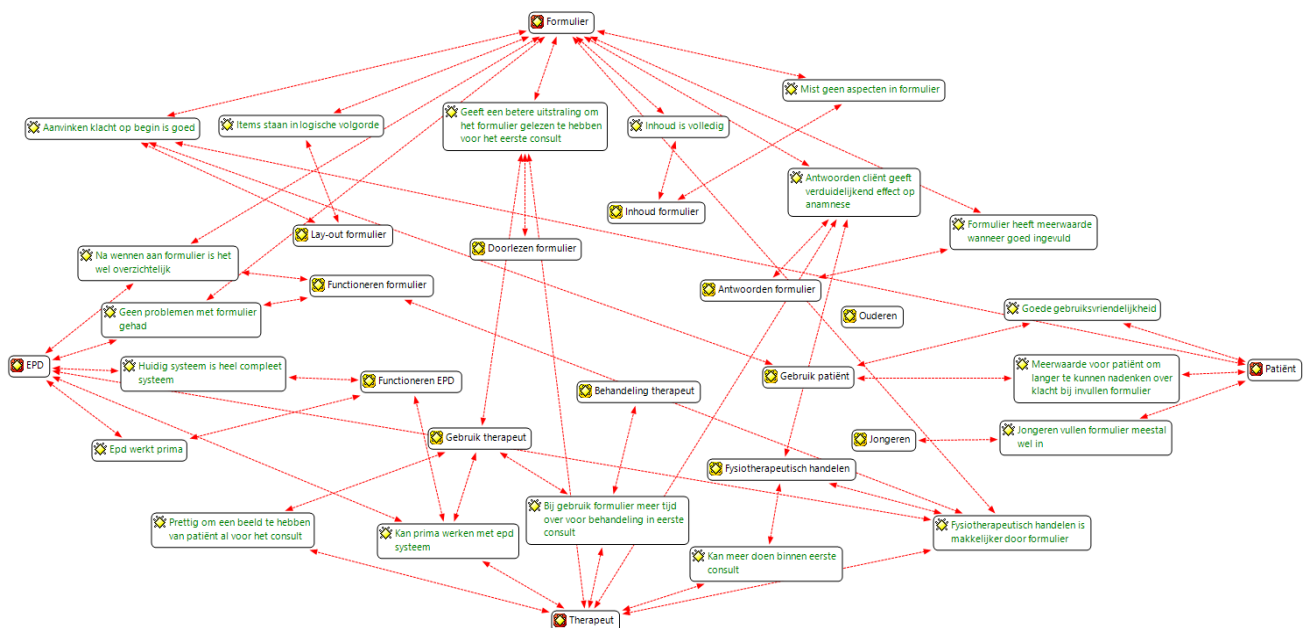 Formulier
Mist geen aspecten in formulier
Aanvinken klacht op begin is goed
Items staan in logische volgorde
Geeft een betere uitstraling om
het formulier gelezen te hebben
voor het eerste consult
Inhoud is volledig
Antwoorden cliënt geeft
verduidelijkend effect op
anamnese
Inhoud formulier
Formulier heeft meerwaarde
wanneer goed ingevuld
Lay-out formulier
Doorlezen formulier
Na wennen aan formulier is het
wel overzichtelijk
Functioneren formulier
Antwoorden formulier
Geen problemen met formulier
gehad
Ouderen
Goede gebruiksvriendelijkheid
EPD
Huidig systeem is heel compleet
systeem
Functioneren EPD
Behandeling therapeut
Gebruik patiënt
Meerwaarde voor patiënt om
langer te kunnen nadenken over
klacht bij invullen formulier
Patiënt
Epd werkt prima
Gebruik therapeut
Jongeren
Jongeren vullen formulier meestal
wel in
Fysiotherapeutisch handelen
Prettig om een beeld te hebben
van patiënt al voor het consult
Kan prima werken met epd
systeem
Bij gebruik formulier meer tijd
over voor behandeling in eerste
consult
Fysiotherapeutisch handelen is
makkelijker door formulier
Kan meer doen binnen eerste
consult
Therapeut